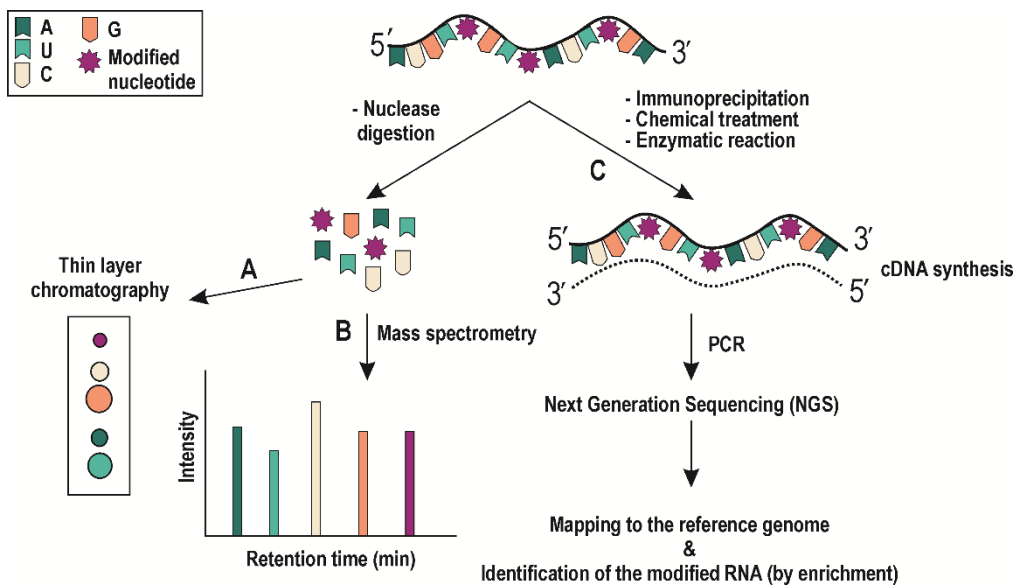 A
G
U
Modified
nucleotide
C
5'
3'
- Nuclease
digestion
- Immunoprecipitation
- Chemical treatment
- Enzymatic reaction
C
5'
3'
cDNA synthesis
3'
5'
Thin layer
chromatography
A
B
Mass spectrometry
PCR
Next Generation Sequencing (NGS)
Intensity
Retention time (min)
Mapping to the reference genome
&
Identification of the modified RNA (by enrichment)